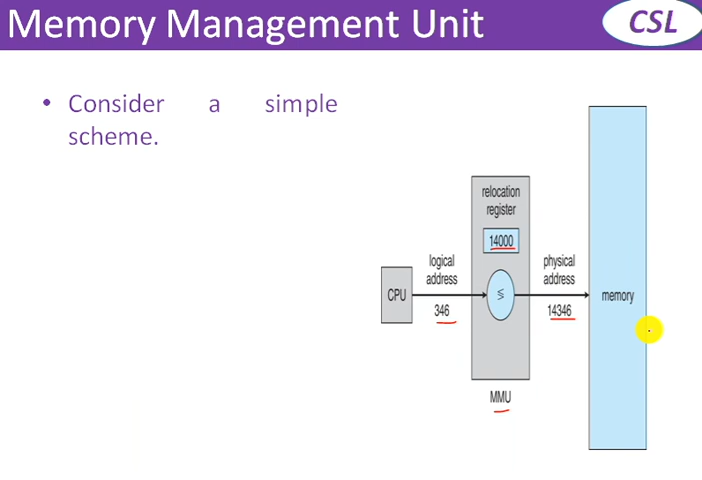 Memory Management Unit
CSL
• Consider a simple
scheme.
relocation
register
14000
logical
address
physical
address
CPU
≶
memory
346
14346
MMU